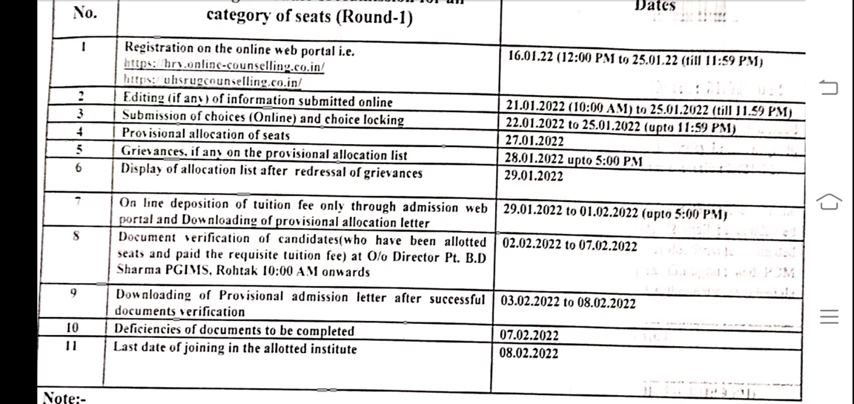 No.
category of seats (Round-1)
Dates
1
Registration on the online web portal i.e.
https://hry.online-counselling.co.in/
https://uhsrugcounselling.co.in/
16.01.22 (12:00 PM to 25.01.22 (till 11:59 PM)
2
Editing (if any) of information submitted online
21.01.2022 (10:00 AM) to 25.01.2022 (till 11.59 PM)
3
Submission of choices (Online) and choice locking
22.01.2022 to 25.01.2022 (upto 11:59 PM)
4
Provisional allocation of seats
27.01.2022
5
Grievances, if any on the provisional allocation list
28.01.2022 upto 5:00 PM
6
Display of allocation list after redressal of grievances
29.01.2022
7
On line deposition of tuition fee only through admission web
portal and Downloading of provisional allocation letter
29.01.2022 to 01.02.2022 (upto 5:00 PM)
8
Document verification of candidates(who have been allotted
seats and paid the requisite tuition fee) at O/o Director Pt. B.D
Sharma PGIMS, Rohtak 10:00 AM onwards
02.02.2022 to 07.02.2022
9
Downloading of Provisional admission letter after successful
documents verification
03.02.2022 to 08.02.2022
10
Deficiencies of documents to be completed
07.02.2022
11
Last date of joining in the allotted institute
08.02.2022
Note:-